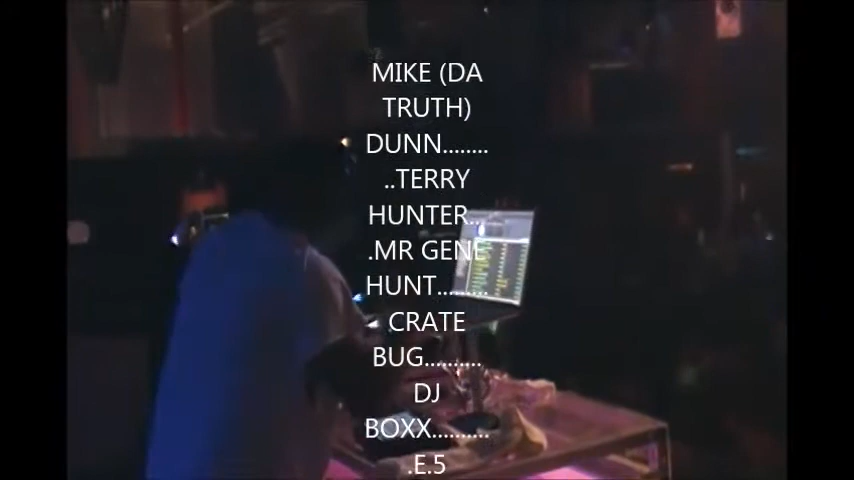 MIKE (DA
TRUTH)
DUNN........
..TERRY
HUNTER...
.MR GENE
HUNT.........
CRATE
BUG..........
DJ
BOXX..........
.E.5